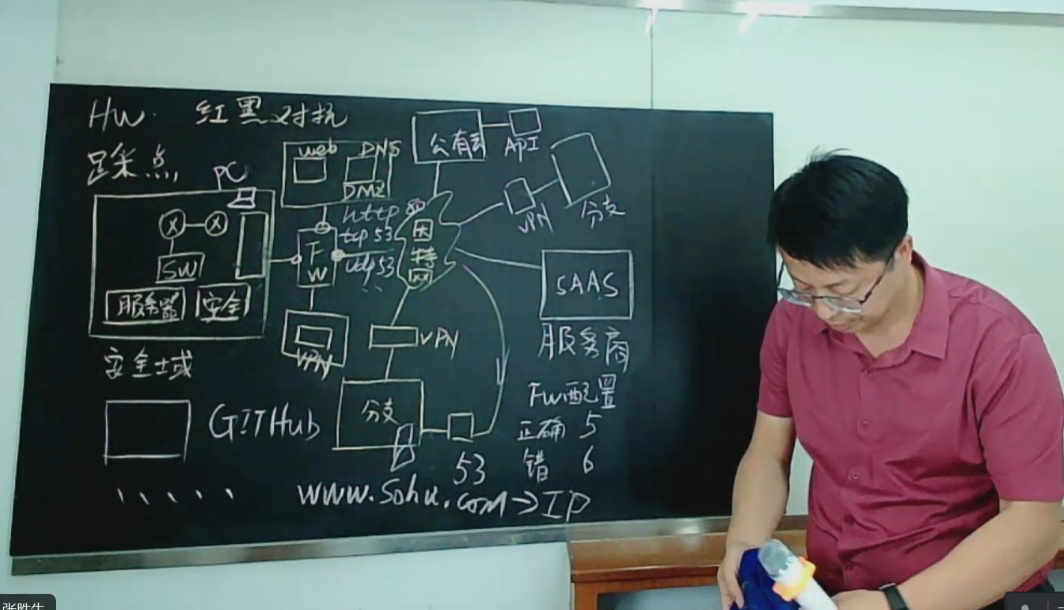 HW. 红黑对抗
踩点
PC
web DNS
DMZ
公有云 API
X X
SW
服务器 安全
安全域
FW
http
tcp 53
udp 53
因特网
VPN 分支
SAAS
服务商
VPN
VPN
分支
53
GITHub
FW配置
正确 5
错 6
www.Sohu.com→IP